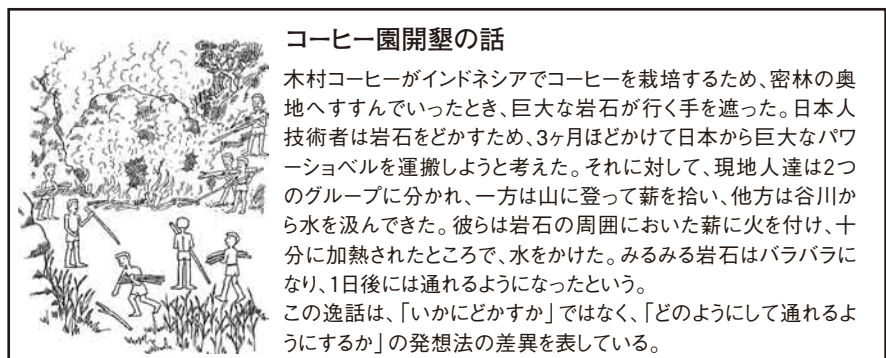 コーヒー園開墾の話
木村コーヒーがインドネシアでコーヒーを栽培するため、密林の奥
地へすすんでいったとき、巨大な岩石が行く手を遮った。日本人
技術者は岩石をどかすため、3ヶ月ほどかけて日本から巨大なパワ
ーショベルを運搬しようと考えた。それに対して、現地人達は2つ
のグループに分かれ、一方は山に登って薪を拾い、他方は谷川か
ら水を汲んできた。彼らは岩石の周囲においた薪に火を付け、十
分に加熱されたところで、水をかけた。みるみる岩石はバラバラに
なり、1日後には通れるようになったという。
この逸話は、「いかにどかすか」ではなく、「どのようにして通れるよ
うにするか」の発想法の差異を表している。